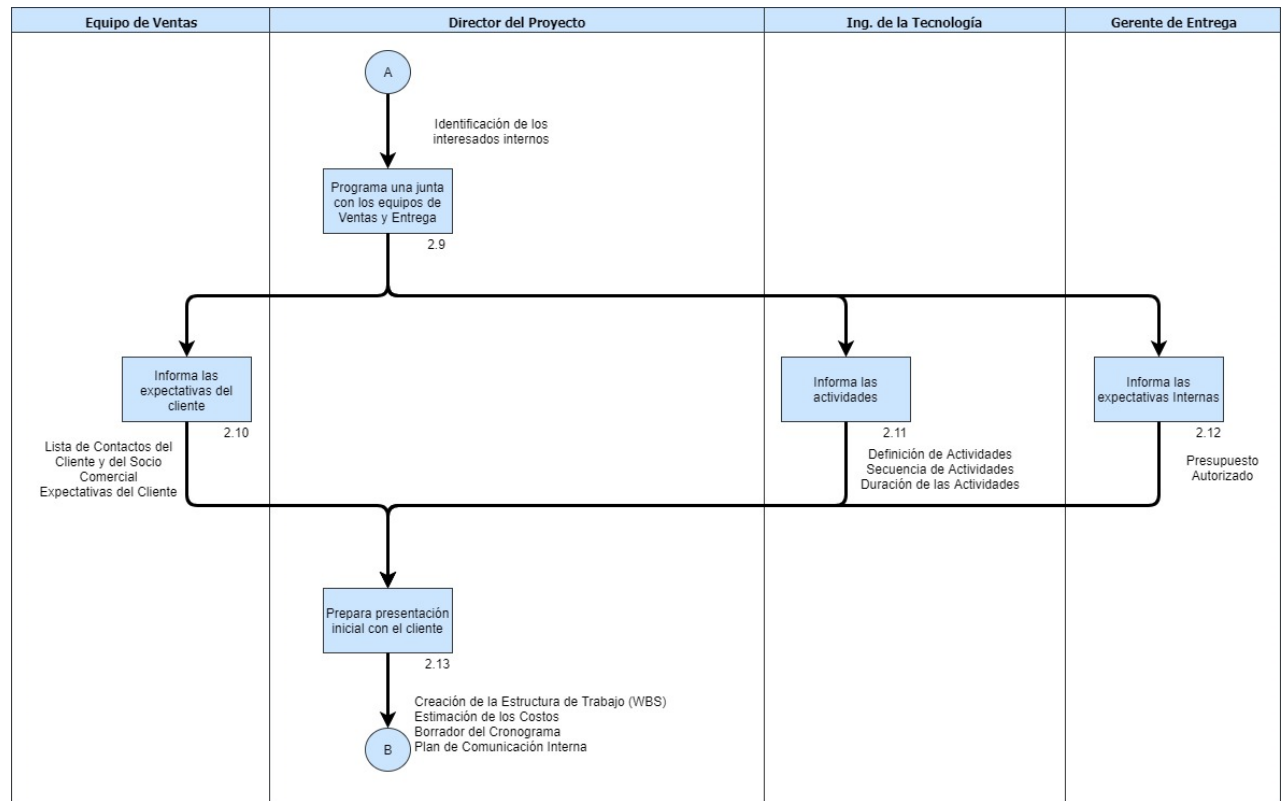 Equipo de Ventas
Director del Proyecto
Ing. de la Tecnología
Gerente de Entrega
A
Identificación de los
interesados internos
Programa una junta
con los equipos de
Ventas y Entrega
2.9
Informa las
expectativas del
cliente
2.10
Lista de Contactos del
Cliente y del Socio
Comercial
Expectativas del Cliente
Informa las
actividades
2.11
Definición de Actividades
Secuencia de Actividades
Duración de las Actividades
Informa las
expectativas Internas
2.12
Presupuesto
Autorizado
Prepara presentación
inicial con el cliente
2.13
Creación de la Estructura de Trabajo (WBS)
Estimación de los Costos
Borrador del Cronograma
Plan de Comunicación Interna
B